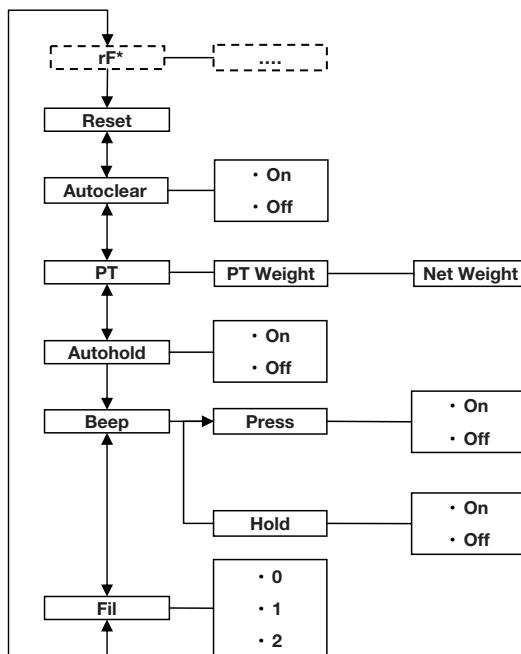 rF* ....
Reset
Autoclear
• On
• Off
PT PT Weight Net Weight
Autohold
• On
• Off
Beep Press
• On
• Off
Hold
• On
• Off
Fil
• 0
• 1
• 2